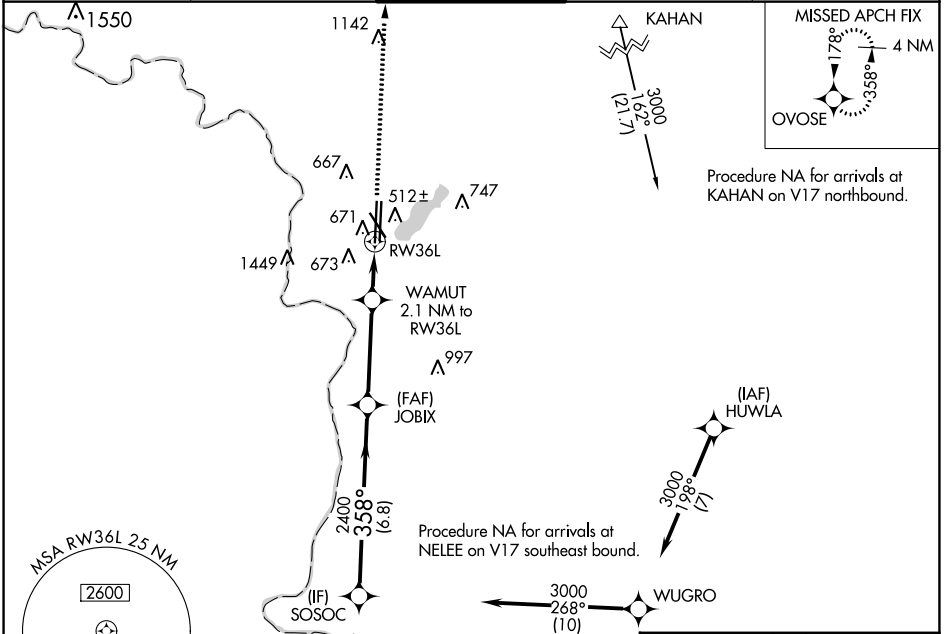 1550
1142
KAHAN
3000
162°
(21.7)
MISSED APCH FIX
178°
358°
4 NM
OVOSE
Procedure NA for arrivals at
KAHAN on V17 northbound.
667
512±
747
671
RW36L
1449
673
WAMUT
2.1 NM to
RW36L
997
(FAF)
JOBIX
(IAF)
HUWLA
3000
198°
(7)
2400
358°
(6.8)
Procedure NA for arrivals at
NELEE on V17 southeast bound.
MSA RW36L 25 NM
2600
(IF)
SOSOC
3000
268°
(10)
WUGRO